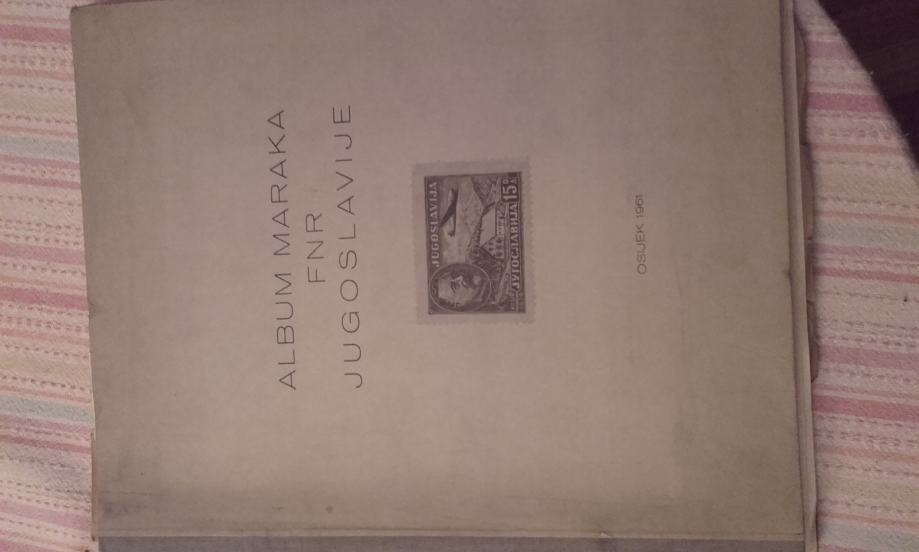 ALBUM MARAKA
FNR
JUGOSLAVIJE
JUGOSLAVIJA
15 D.
ЈУГОСЛАВИЈА
OSIJEK 1961